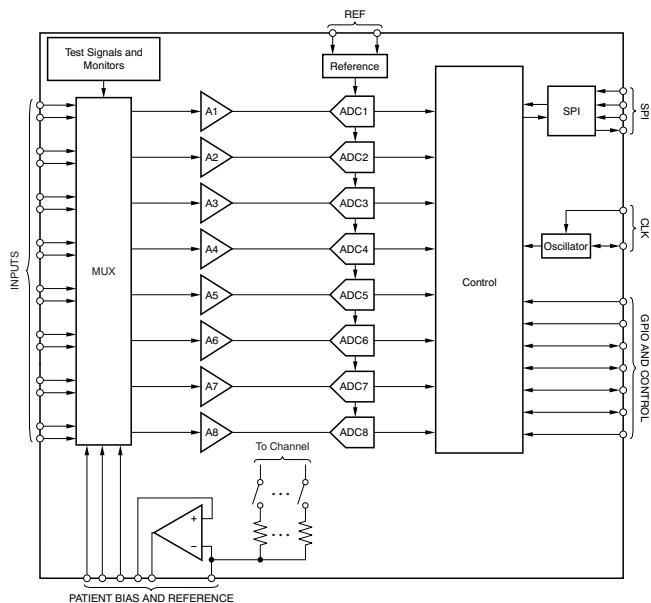 REF
Test Signals and
Monitors
Reference
A1
ADC1
SPI
SPI
A2
ADC2
A3
ADC3
CLK
A4
ADC4
Oscillator
INPUTS
MUX
Control
A5
ADC5
A6
ADC6
GPIO AND CONTROL
A7
ADC7
A8
ADC8
To Channel
+
−
PATIENT BIAS AND REFERENCE